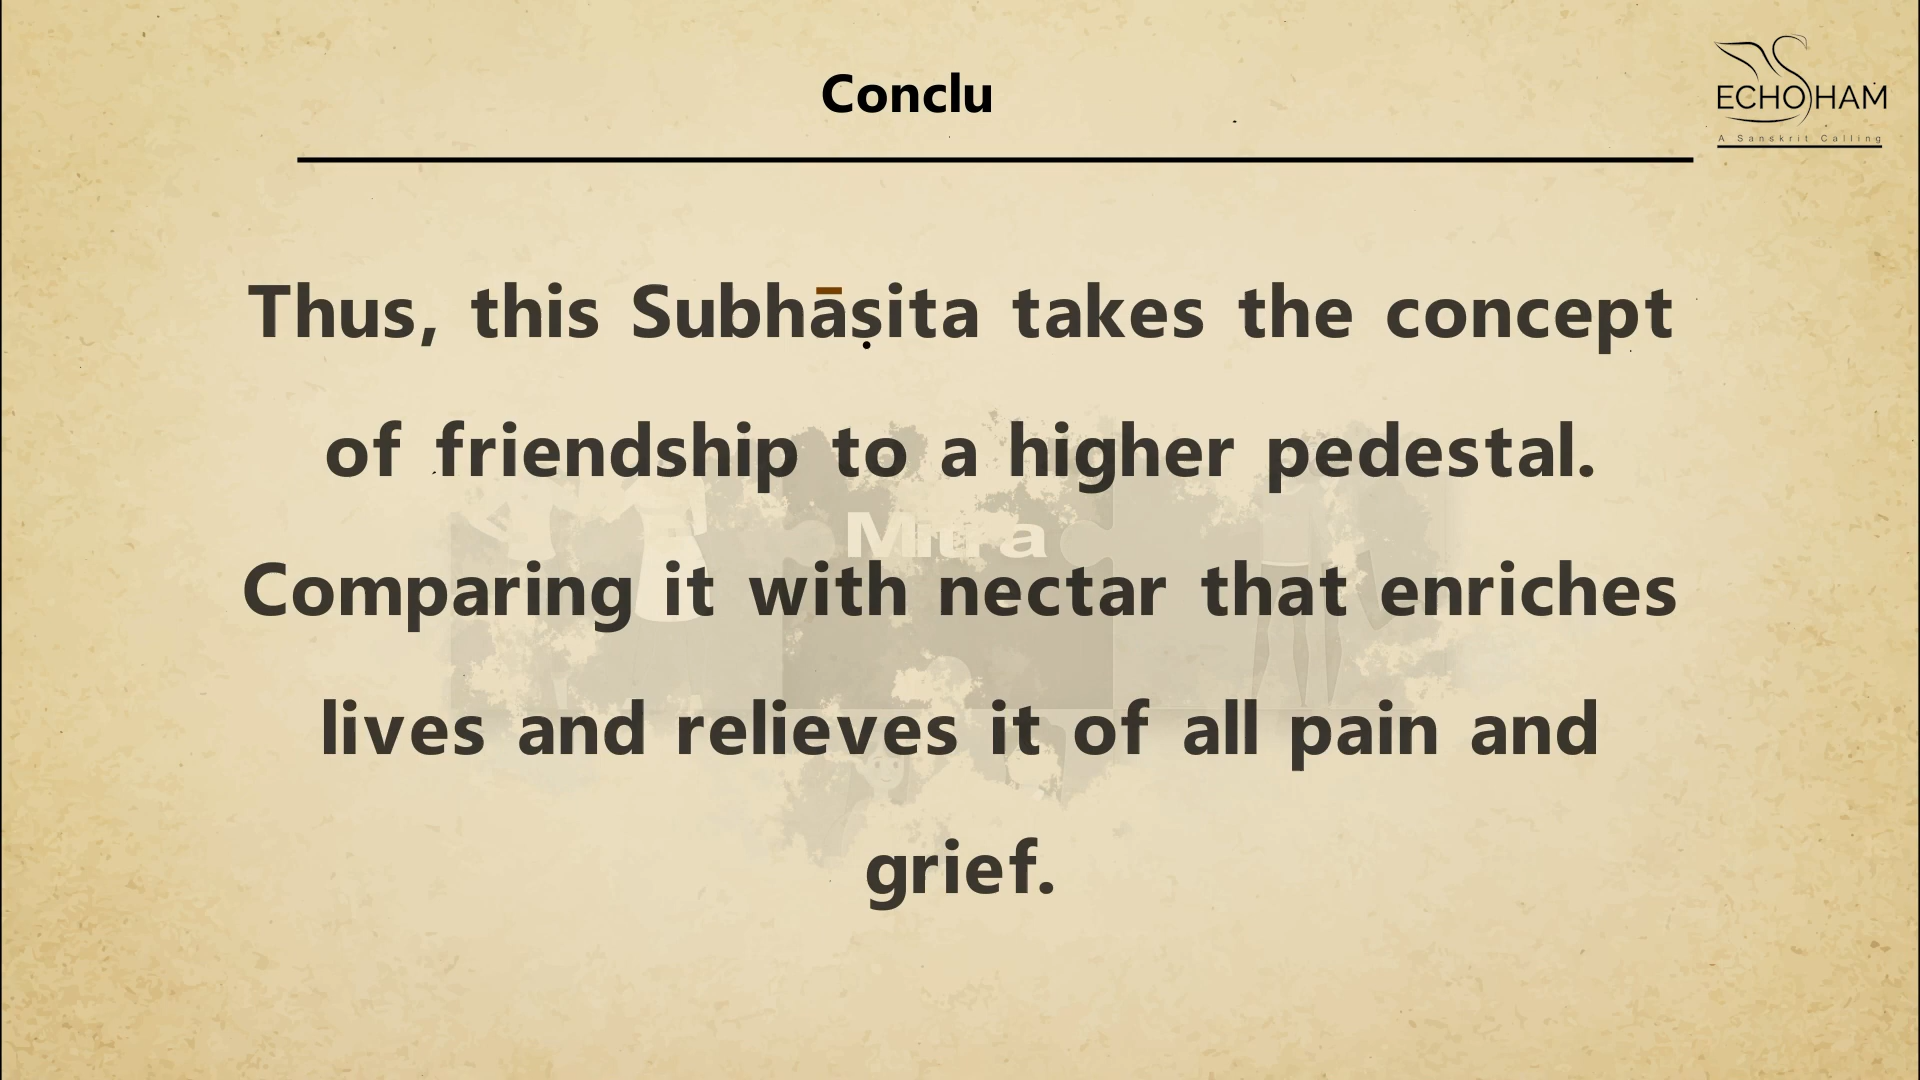 Conclu
ECHOHAM
A Sanskrit Calling
Thus, this Subhāṣita takes the concept
of friendship to a higher pedestal.
Mitra
Comparing it with nectar that enriches
lives and relieves it of all pain and
grief.